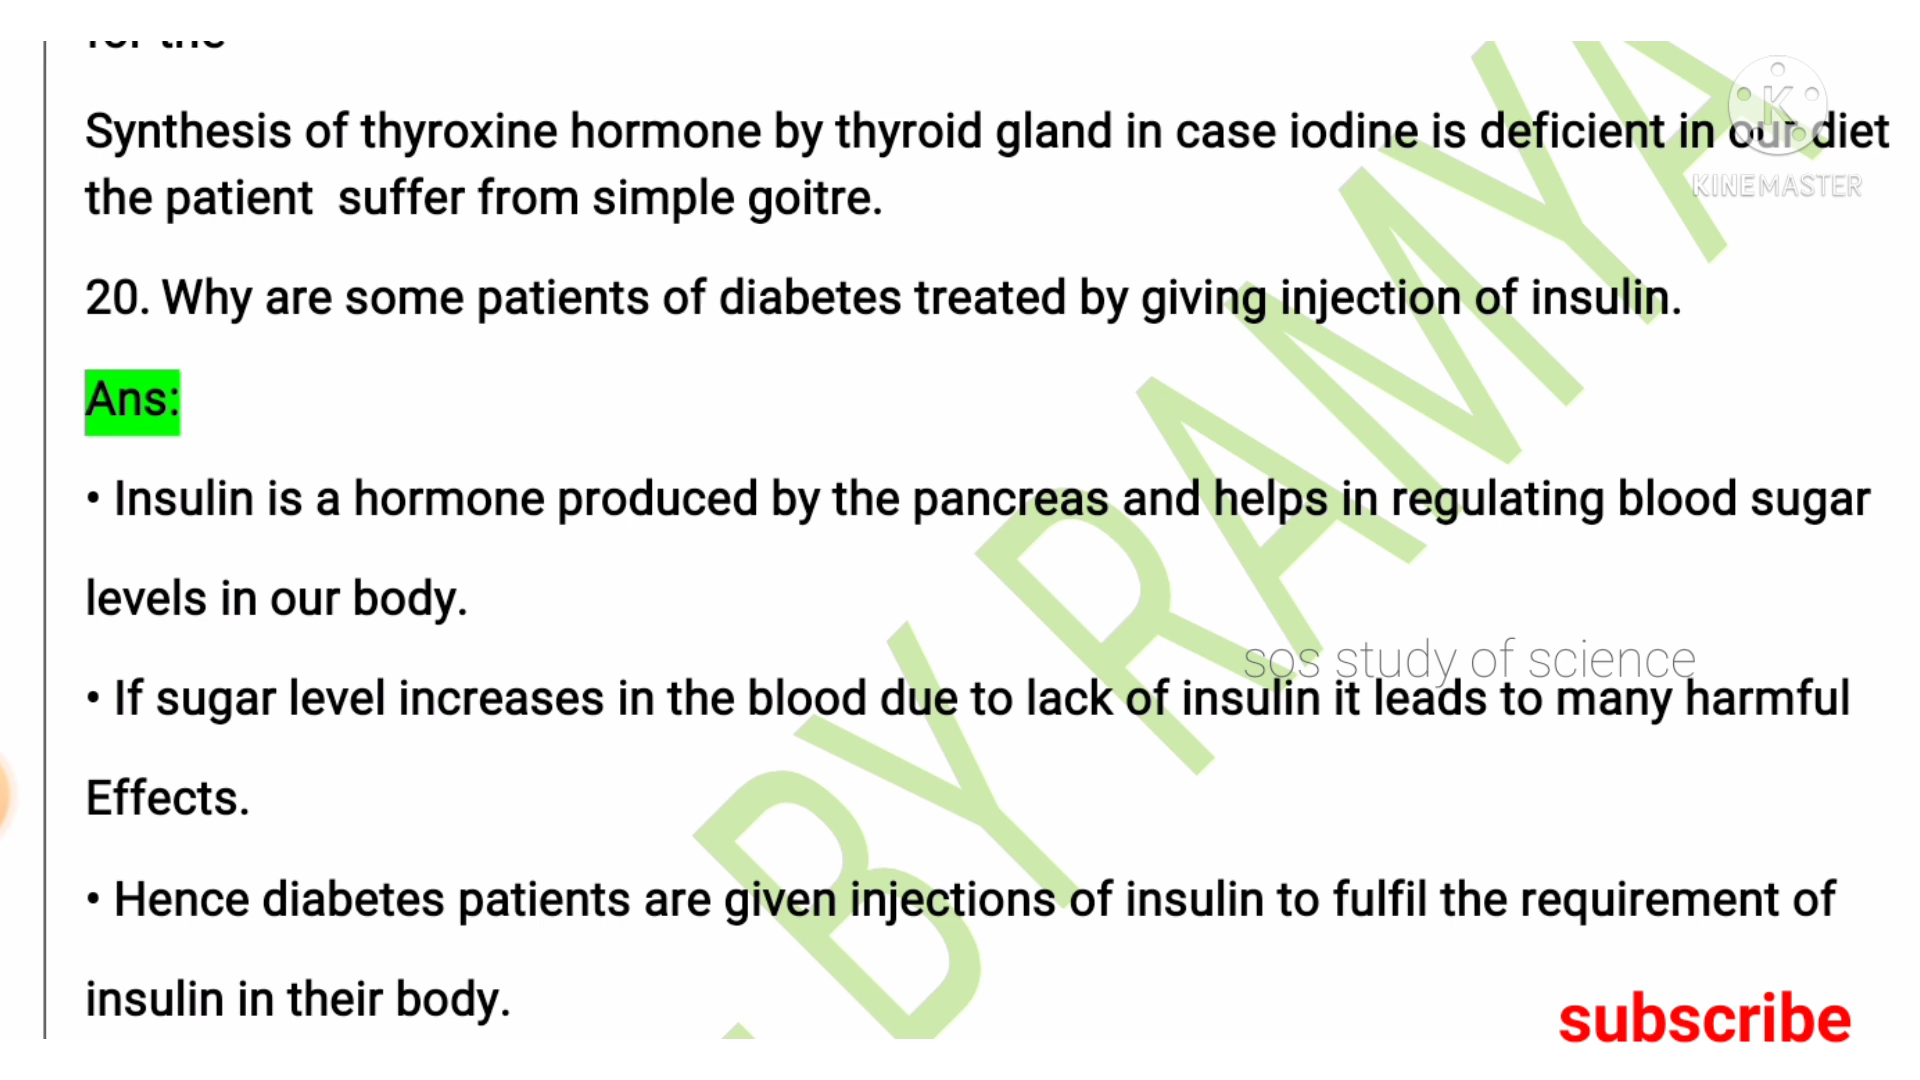 for the
Synthesis of thyroxine hormone by thyroid gland in case iodine is deficient in our diet
the patient  suffer from simple goitre.
20. Why are some patients of diabetes treated by giving injection of insulin.
Ans:
• Insulin is a hormone produced by the pancreas and helps in regulating blood sugar
levels in our body.
• If sugar level increases in the blood due to lack of insulin it leads to many harmful
Effects.
• Hence diabetes patients are given injections of insulin to fulfil the requirement of
insulin in their body.
K
KINEMASTER
BY RAMYA
sos study of science
subscribe